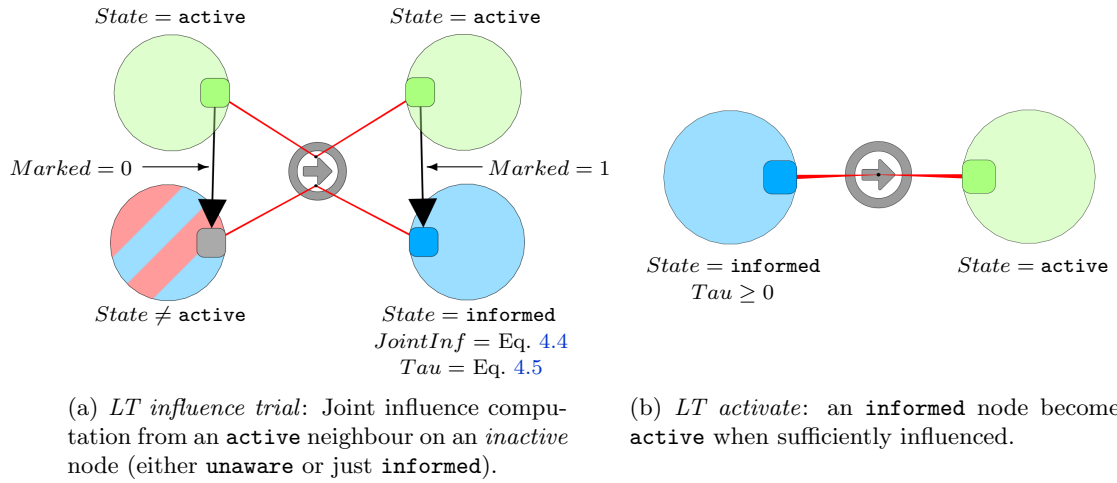 State = active
State = active
Marked = 0
Marked = 1
State ≠ active
State = informed
JointInf = Eq. 4.4
Tau = Eq. 4.5
(a) LT influence trial: Joint influence compu-
tation from an active neighbour on an inactive
node (either unaware or just informed).
State = informed
Tau ≥ 0
State = active
(b) LT activate: an informed node become
active when sufficiently influenced.